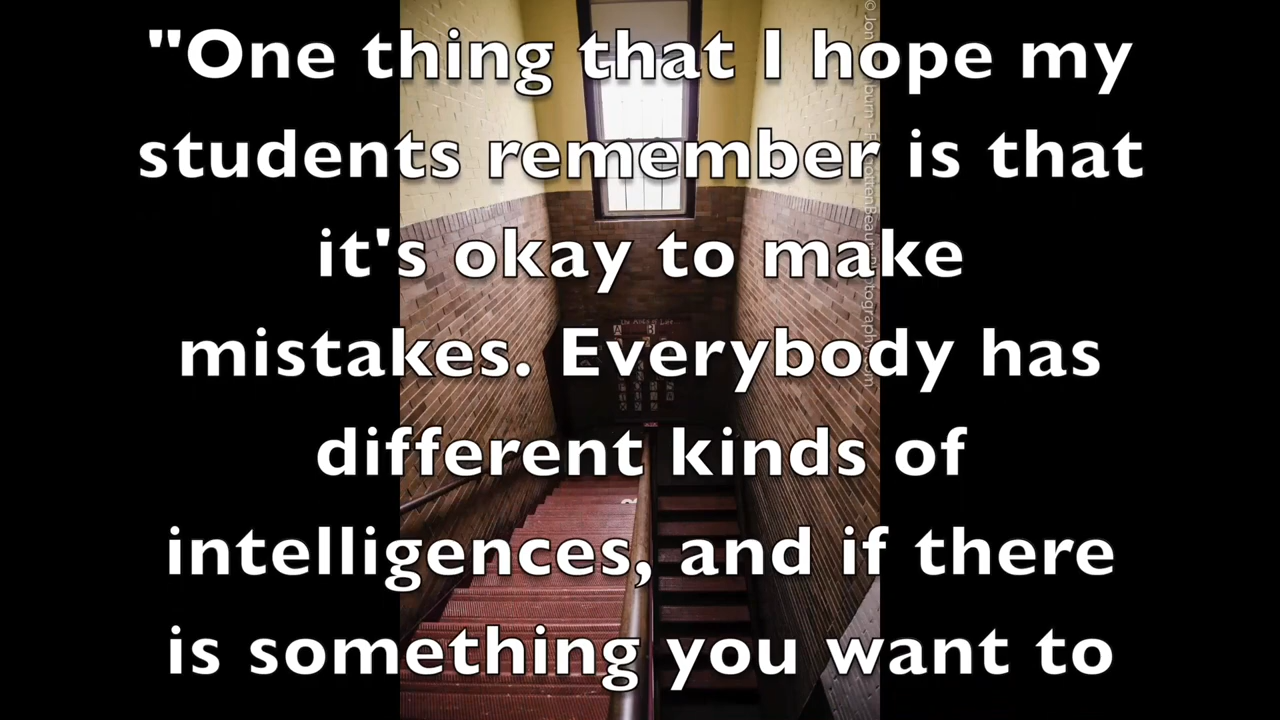 "One thing that I hope my
students remember is that
it's okay to make
mistakes. Everybody has
different kinds of
intelligences, and if there
is something you want to